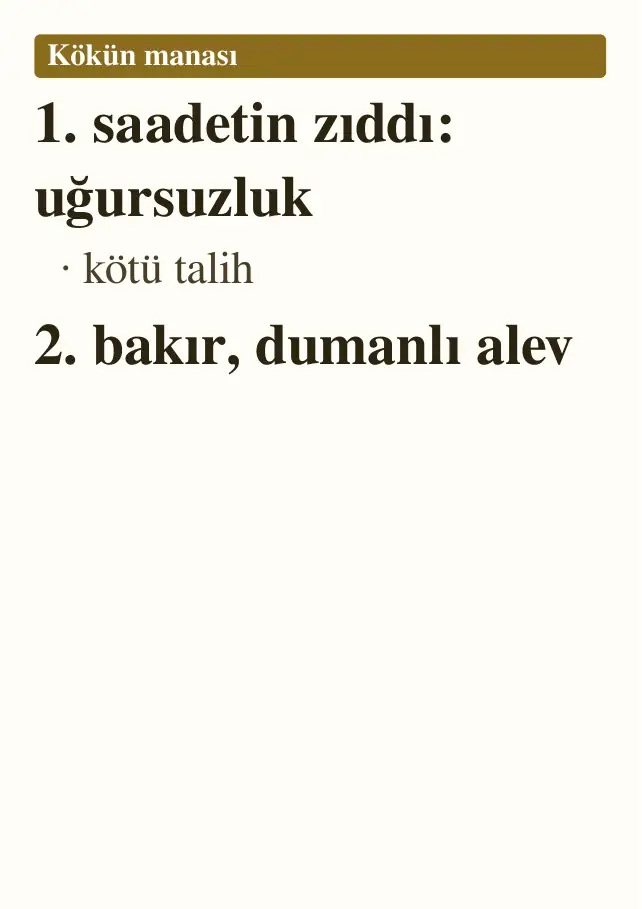 Kökün manası
1. saadetin zıddı:
uğursuzluk
· kötü talih
2. bakır, dumanlı alev